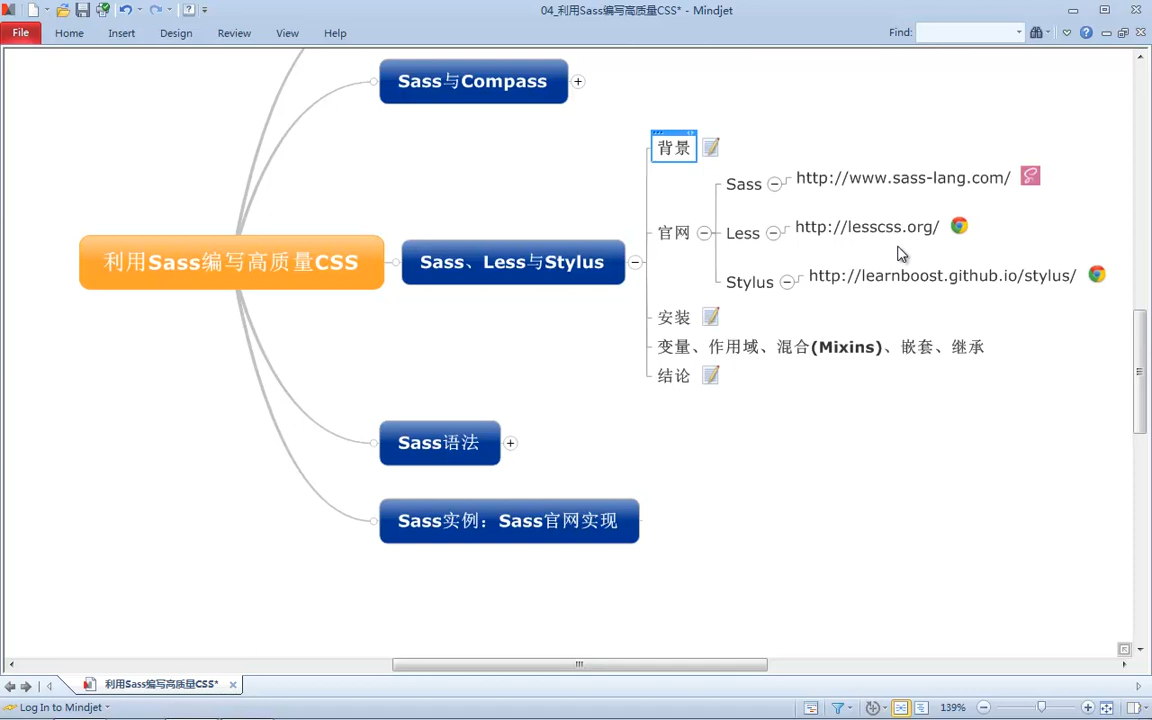 04_利用Sass编写高质量CSS* - Mindjet
File
Home
Insert
Design
Review
View
Help
Find:
Sass与Compass
背景
Sass
http://www.sass-lang.com/
官网
Less
http://lesscss.org/
利用Sass编写高质量CSS
Sass、Less与Stylus
Stylus
http://learnboost.github.io/stylus/
安装
变量、作用域、混合(Mixins)、嵌套、继承
结论
Sass语法
Sass实例：Sass官网实现
利用Sass编写高质量CSS*
Log In to Mindjet
139%